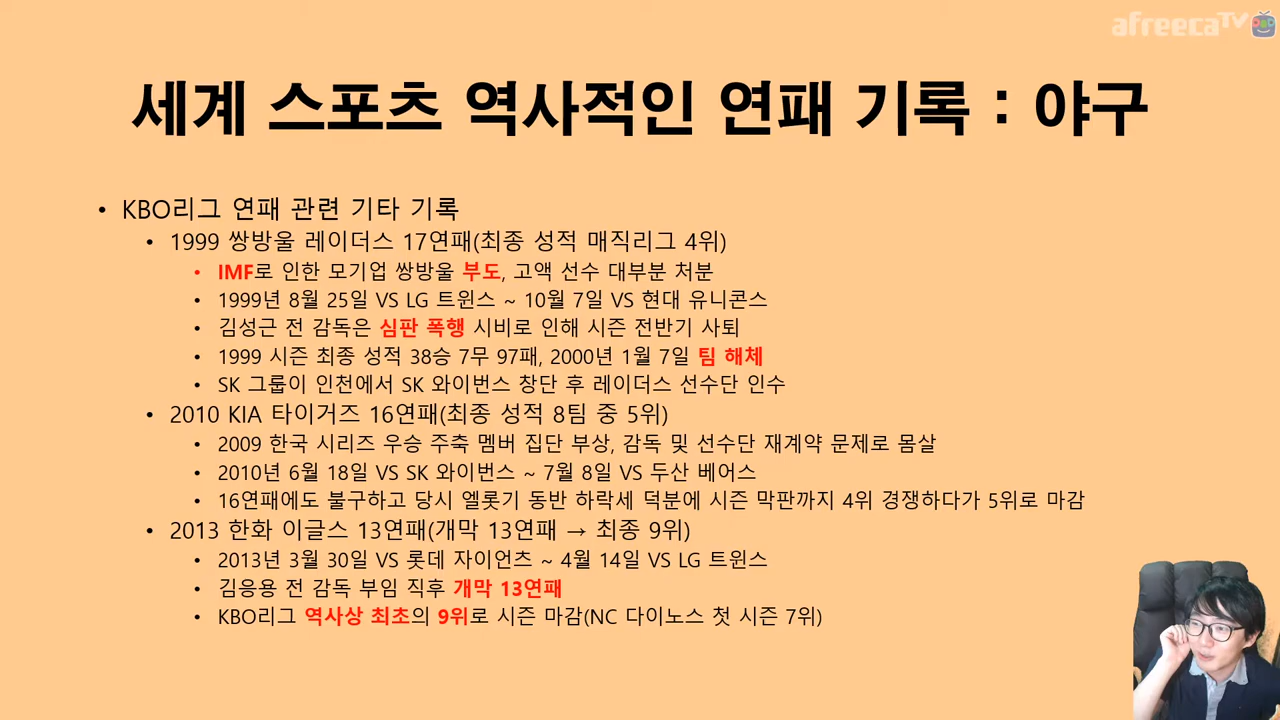 afreecaTV
세계 스포츠 역사적인 연패 기록 : 야구
• KBO리그 연패 관련 기타 기록
• 1999 쌍방울 레이더스 17연패(최종 성적 매직리그 4위)
• IMF로 인한 모기업 쌍방울 부도, 고액 선수 대부분 처분
• 1999년 8월 25일 VS LG 트윈스 ~ 10월 7일 VS 현대 유니콘스
• 김성근 전 감독은 심판 폭행 시비로 인해 시즌 전반기 사퇴
• 1999 시즌 최종 성적 38승 7무 97패, 2000년 1월 7일 팀 해체
• SK 그룹이 인천에서 SK 와이번스 창단 후 레이더스 선수단 인수
• 2010 KIA 타이거즈 16연패(최종 성적 8팀 중 5위)
• 2009 한국 시리즈 우승 주축 멤버 집단 부상, 감독 및 선수단 재계약 문제로 몸살
• 2010년 6월 18일 VS SK 와이번스 ~ 7월 8일 VS 두산 베어스
• 16연패에도 불구하고 당시 엘롯기 동반 하락세 덕분에 시즌 막판까지 4위 경쟁하다가 5위로 마감
• 2013 한화 이글스 13연패(개막 13연패 → 최종 9위)
• 2013년 3월 30일 VS 롯데 자이언츠 ~ 4월 14일 VS LG 트윈스
• 김응용 전 감독 부임 직후 개막 13연패
• KBO리그 역사상 최초의 9위로 시즌 마감(NC 다이노스 첫 시즌 7위)